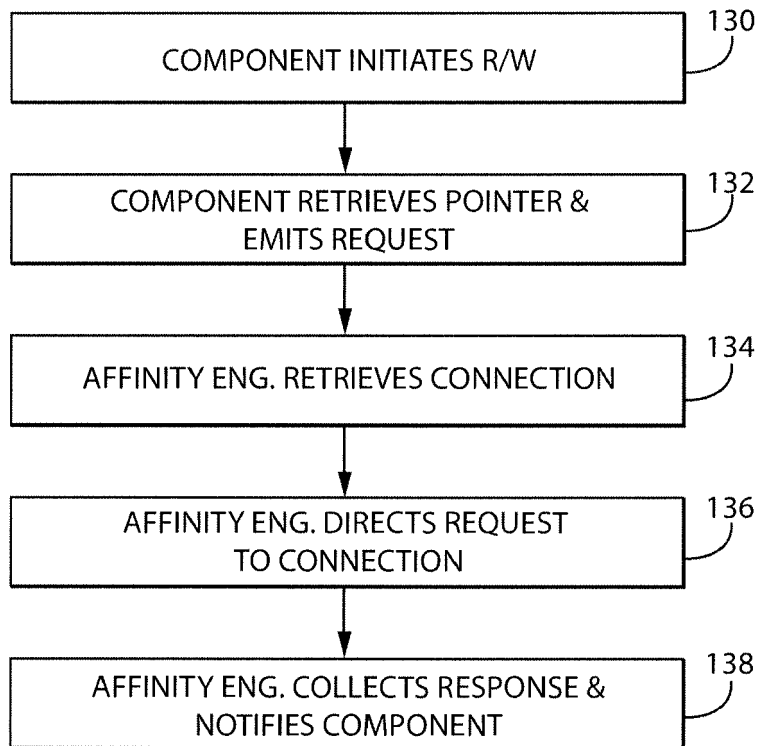 130
COMPONENT INITIATES R/W
132
COMPONENT RETRIEVES POINTER &
EMITS REQUEST
134
AFFINITY ENG. RETRIEVES CONNECTION
136
AFFINITY ENG. DIRECTS REQUEST
TO CONNECTION
138
AFFINITY ENG. COLLECTS RESPONSE &
NOTIFIES COMPONENT